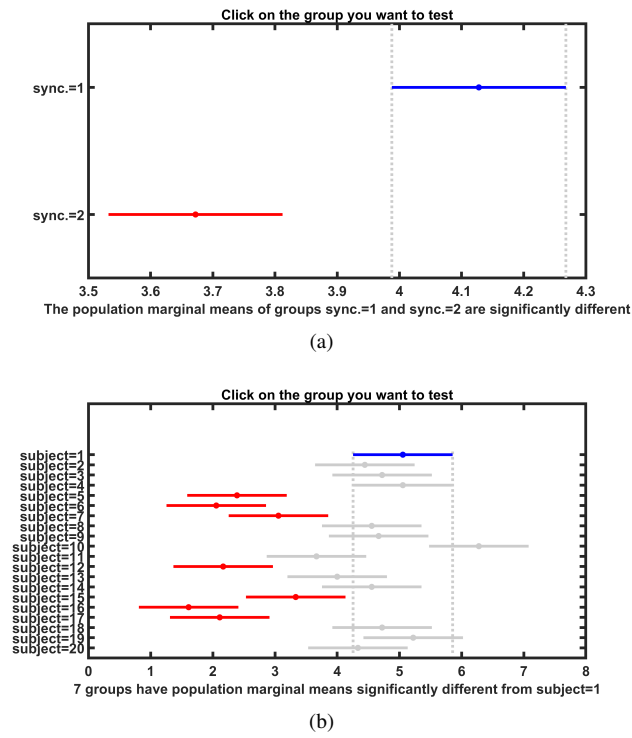 Click on the group you want to test
sync.=1
sync.=2
3.5 3.6 3.7 3.8 3.9 4 4.1 4.2 4.3
The population marginal means of groups sync.=1 and sync.=2 are significantly different
(a)
Click on the group you want to test
subject=1
subject=2
subject=3
subject=4
subject=5
subject=6
subject=7
subject=8
subject=9
subject=10
subject=11
subject=12
subject=13
subject=14
subject=15
subject=16
subject=17
subject=18
subject=19
subject=20
0 1 2 3 4 5 6 7 8
7 groups have population marginal means significantly different from subject=1
(b)